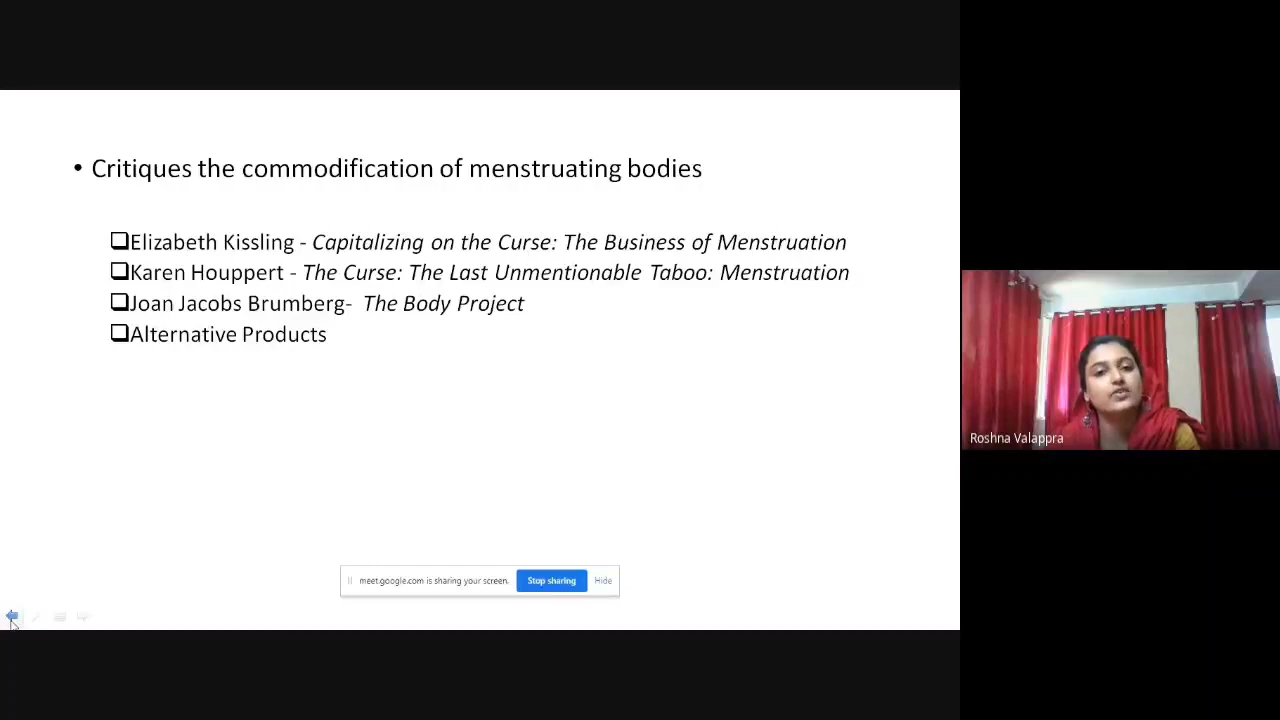 • Critiques the commodification of menstruating bodies
❑Elizabeth Kissling - Capitalizing on the Curse: The Business of Menstruation
❑Karen Houppert - The Curse: The Last Unmentionable Taboo: Menstruation
❑Joan Jacobs Brumberg- The Body Project
❑Alternative Products
Roshna Valappra
meet.google.com is sharing your screen. Stop sharing Hide